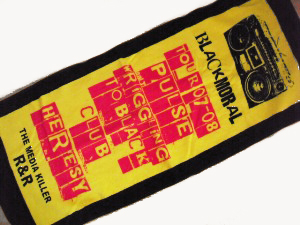 BLACKMORAL
TOUR'07-08
PULSE
TRIGGING
TO BLACK
CLUB
HERESY
THE MEDIA KILLER
R&R